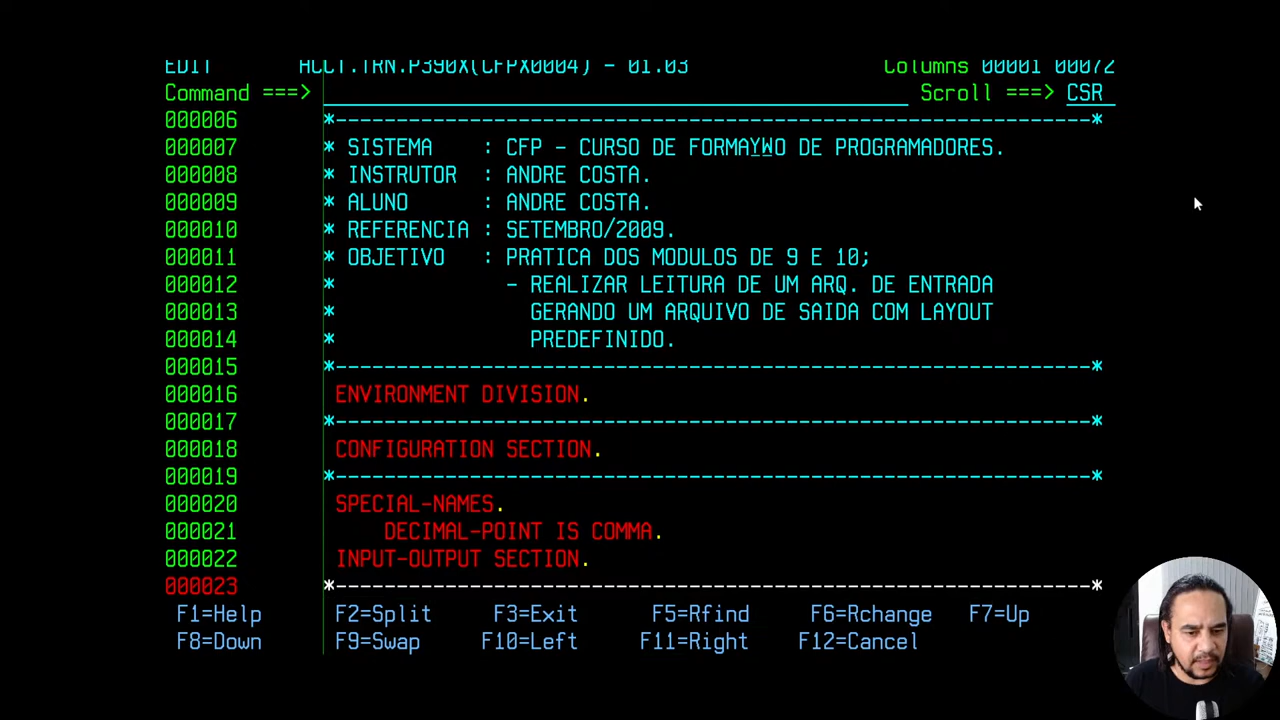 EDIT ACCT.TRN.P390X(CFPX0004) - 01.03 Columns 00001 00072
Command ===> Scroll ===> CSR
000006 *--------------------------------------------------------------*
000007 * SISTEMA : CFP - CURSO DE FORMAYWO DE PROGRAMADORES.
000008 * INSTRUTOR : ANDRE COSTA.
000009 * ALUNO : ANDRE COSTA.
000010 * REFERENCIA : SETEMBRO/2009.
000011 * OBJETIVO : PRATICA DOS MODULOS DE 9 E 10;
000012 * - REALIZAR LEITURA DE UM ARQ. DE ENTRADA
000013 * GERANDO UM ARQUIVO DE SAIDA COM LAYOUT
000014 * PREDEFINIDO.
000015 *--------------------------------------------------------------*
000016 ENVIRONMENT DIVISION.
000017 *--------------------------------------------------------------*
000018 CONFIGURATION SECTION.
000019 *--------------------------------------------------------------*
000020 SPECIAL-NAMES.
000021 DECIMAL-POINT IS COMMA.
000022 INPUT-OUTPUT SECTION.
000023 *--------------------------------------------------------------*
F1=Help F2=Split F3=Exit F5=Rfind F6=Rchange F7=Up
F8=Down F9=Swap F10=Left F11=Right F12=Cancel